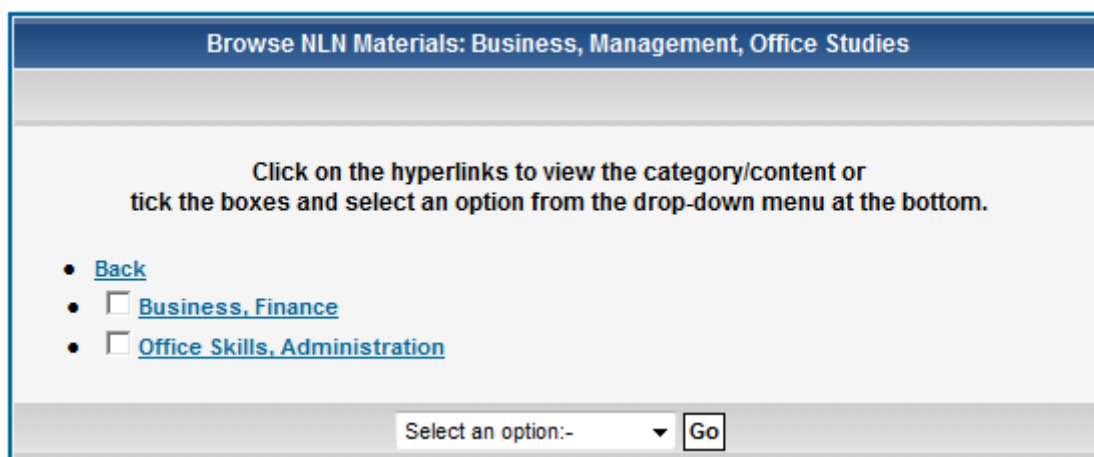 Browse NLN Materials: Business, Management, Office Studies
Click on the hyperlinks to view the category/content or
tick the boxes and select an option from the drop-down menu at the bottom.
Back
Business, Finance
Office Skills, Administration
Select an option:- Go